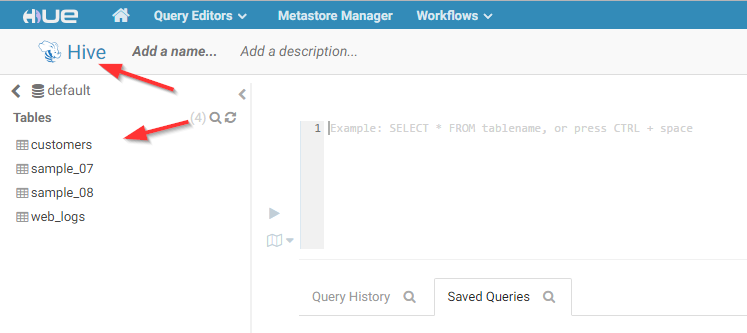 HUE Query Editors Metastore Manager Workflows
Hive Add a name... Add a description...
default
Tables (4)
customers
sample_07
sample_08
web_logs
1 Example: SELECT * FROM tablename, or press CTRL + space
Query History Saved Queries